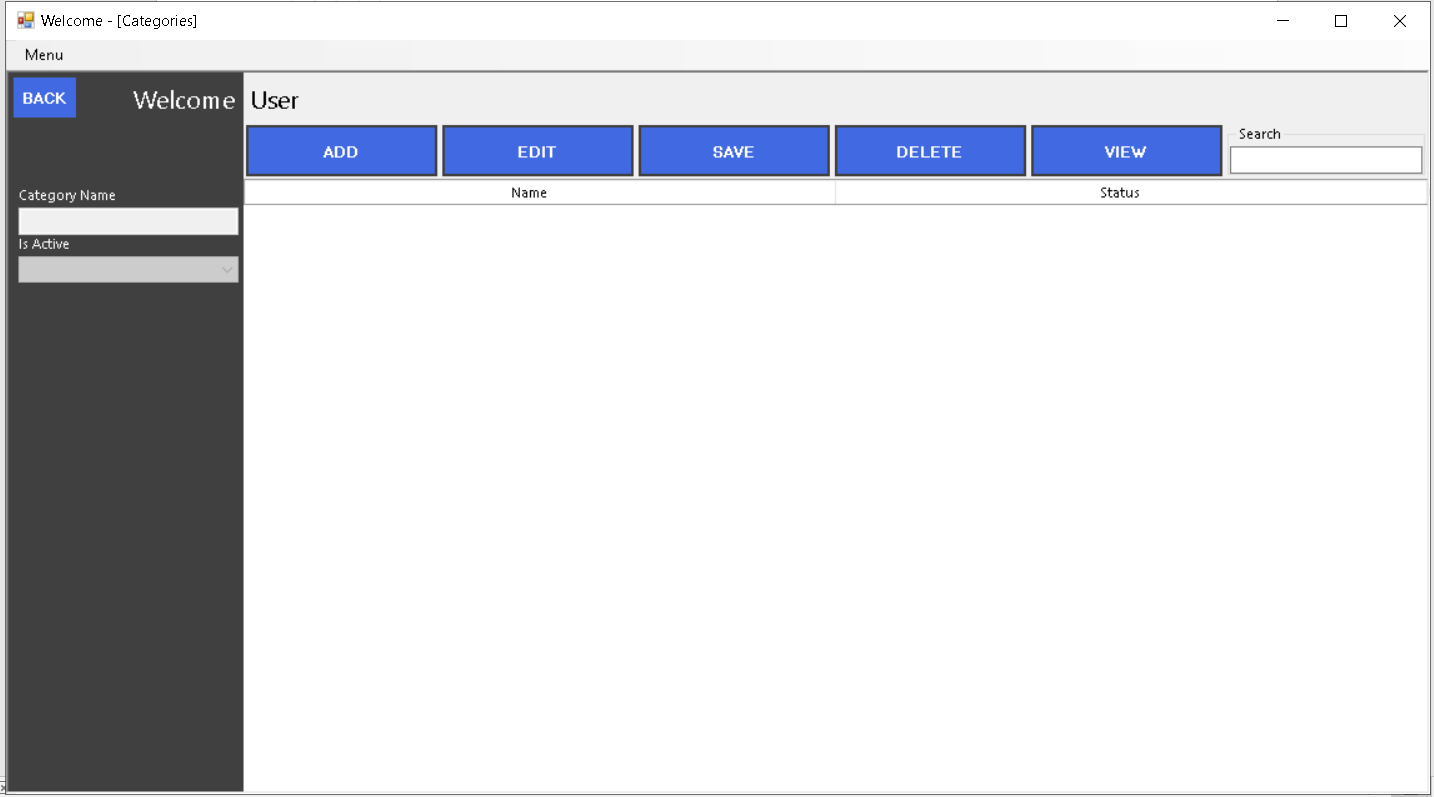 Welcome - [Categories]
Menu
BACK
Welcome User
ADD EDIT SAVE DELETE VIEW
Search
Name Status
Category Name
Is Active